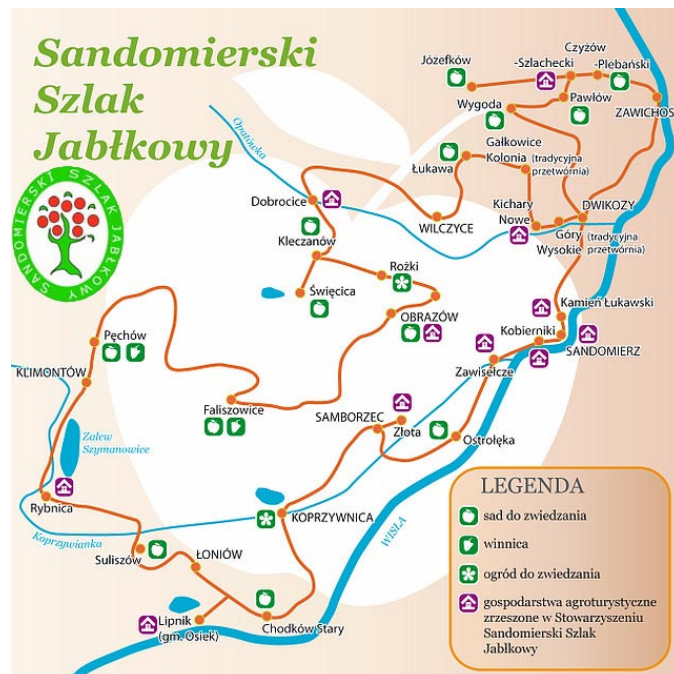 Sandomierski
Szlak
Jabłkowy
SANDOMIERSKI SZLAK JABŁKOWY
Opatówka
Józefków
-Szlachecki
Czyżów
-Plebański
Wygoda
Pawłów
ZAWICHOS
Łukawa
Gałkowice
Kolonia (tradycyjna
przetwórnia)
Dobrocice
WILCZYCE
Kichary
Nowe
DWIKOZY
Góry
Wysokie
(tradycyjna
przetwórnia)
Kleczanów
Rożki
Święcica
OBRAZÓW
Kamień Łukawski
Kobierniki
SANDOMIERZ
Zawisełcze
Pęchów
KLIMONTÓW
Faliszowice
SAMBORZEC
Złota
Ostrołęka
Zalew
Szymanowice
Rybnica
Koprzywianka
KOPRZYWNICA
WISŁA
Suliszów
ŁONIÓW
Lipnik
(gm. Osiek)
Chodków Stary
LEGENDA
sad do zwiedzania
winnica
ogród do zwiedzania
gospodarstwa agroturystyczne
zrzeszone w Stowarzyszeniu
Sandomierski Szlak
Jabłkowy